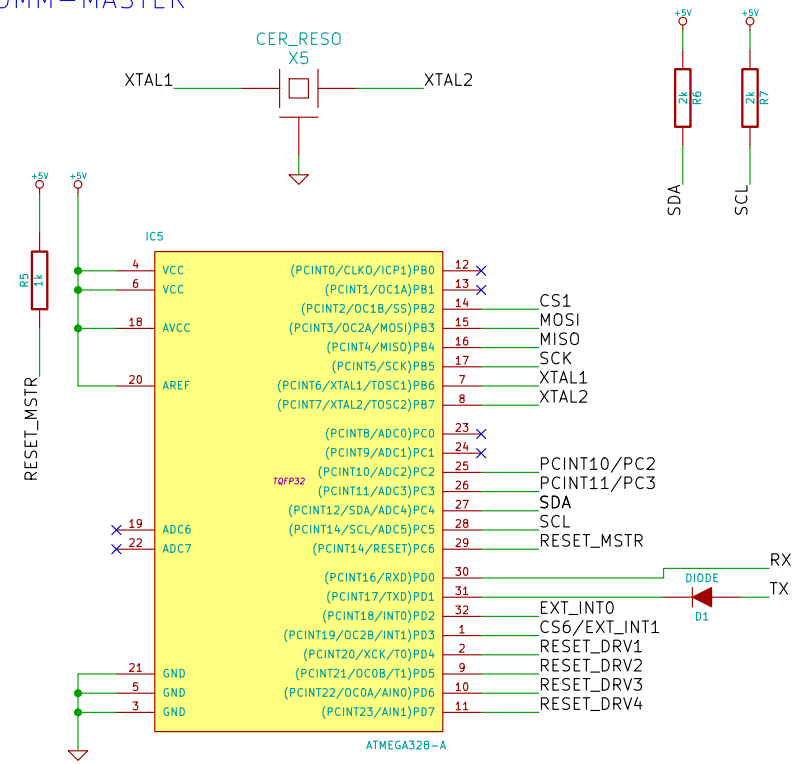 CER_RESO
X5
XTAL1
XTAL2
+5V
+5V
2k
R6
2k
R7
SDA
SCL
+5V
+5V
R5
1k
RESET_MSTR
IC5
4 VCC
6 VCC
18 AVCC
20 AREF
19 ADC6
22 ADC7
21 GND
5 GND
3 GND
TQFP32
(PCINT0/CLKO/ICP1)PB0 12
(PCINT1/OC1A)PB1 13
(PCINT2/OC1B/SS)PB2 14 CS1
(PCINT3/OC2A/MOSI)PB3 15 MOSI
(PCINT4/MISO)PB4 16 MISO
(PCINT5/SCK)PB5 17 SCK
(PCINT6/XTAL1/TOSC1)PB6 7 XTAL1
(PCINT7/XTAL2/TOSC2)PB7 8 XTAL2
(PCINT8/ADC0)PC0 23
(PCINT9/ADC1)PC1 24
(PCINT10/ADC2)PC2 25 PCINT10/PC2
(PCINT11/ADC3)PC3 26 PCINT11/PC3
(PCINT12/SDA/ADC4)PC4 27 SDA
(PCINT14/SCL/ADC5)PC5 28 SCL
(PCINT14/RESET)PC6 29 RESET_MSTR
(PCINT16/RXD)PD0 30 RX
(PCINT17/TXD)PD1 31 TX
DIODE
D1
(PCINT18/INT0)PD2 32 EXT_INT0
(PCINT19/OC2B/INT1)PD3 1 CS6/EXT_INT1
(PCINT20/XCK/T0)PD4 2 RESET_DRV1
(PCINT21/OC0B/T1)PD5 9 RESET_DRV2
(PCINT22/OC0A/AIN0)PD6 10 RESET_DRV3
(PCINT23/AIN1)PD7 11 RESET_DRV4
ATMEGA328-A